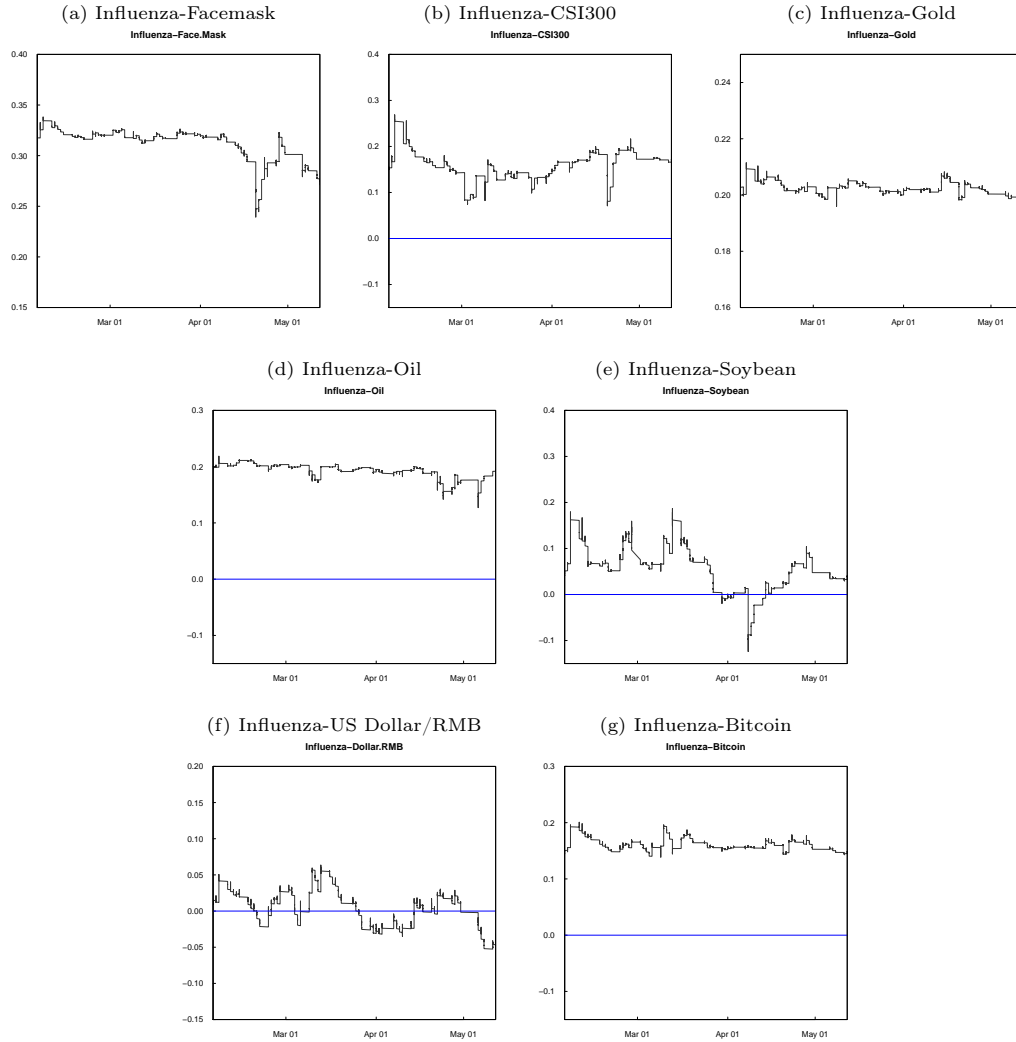 (a) Influenza-Facemask
Influenza−Face.Mask
0.40
0.35
0.30
0.25
0.20
0.15
Mar 01 Apr 01 May 01
(b) Influenza-CSI300
Influenza−CSI300
0.4
0.3
0.2
0.1
0.0
−0.1
Mar 01 Apr 01 May 01
(c) Influenza-Gold
Influenza−Gold
0.24
0.22
0.20
0.18
0.16
Mar 01 Apr 01 May 01
(d) Influenza-Oil
Influenza−Oil
0.3
0.2
0.1
0.0
−0.1
Mar 01 Apr 01 May 01
(e) Influenza-Soybean
Influenza−Soybean
0.4
0.3
0.2
0.1
0.0
−0.1
Mar 01 Apr 01 May 01
(f) Influenza-US Dollar/RMB
Influenza−Dollar.RMB
0.20
0.15
0.10
0.05
0.00
−0.05
−0.10
−0.15
Mar 01 Apr 01 May 01
(g) Influenza-Bitcoin
Influenza−Bitcoin
0.3
0.2
0.1
0.0
−0.1
Mar 01 Apr 01 May 01